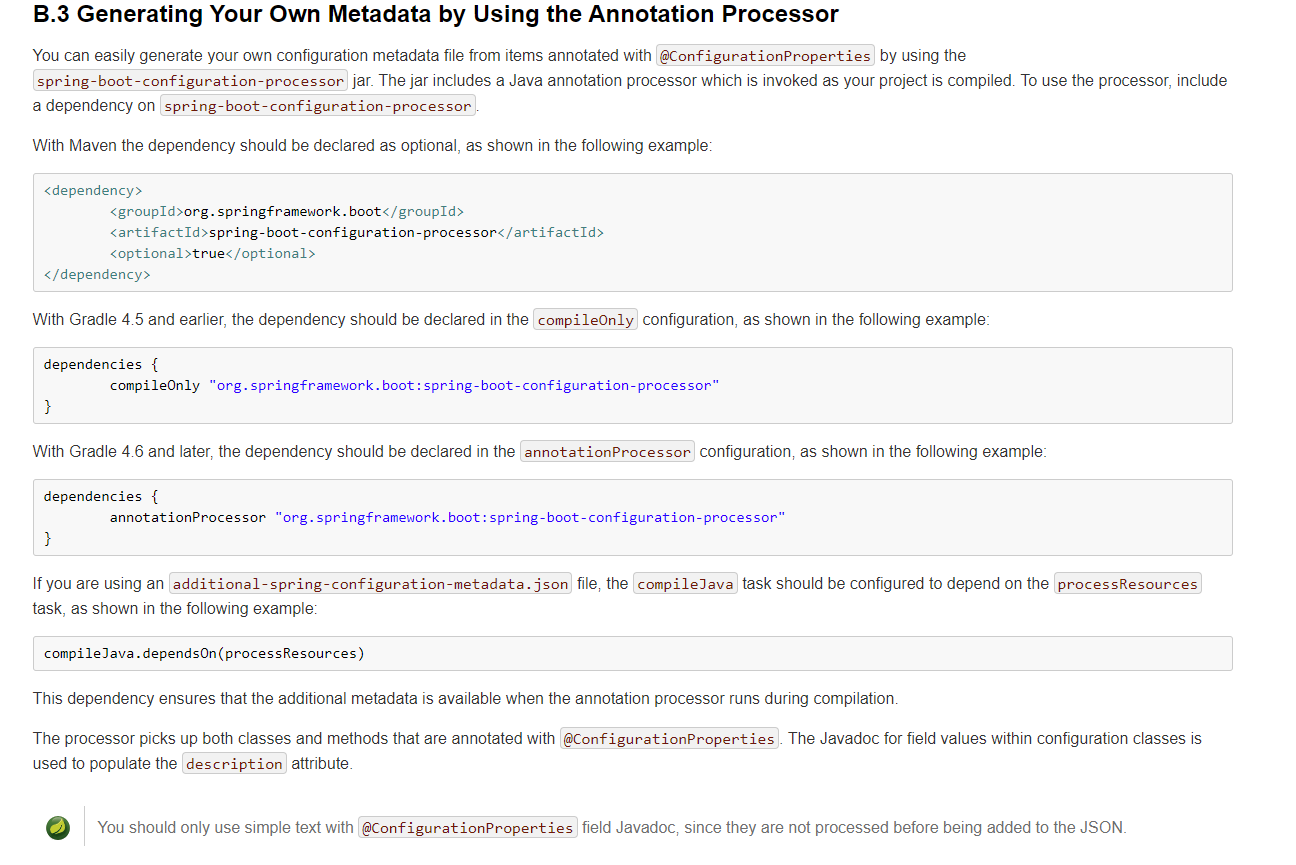 B.3 Generating Your Own Metadata by Using the Annotation Processor
You can easily generate your own configuration metadata file from items annotated with @ConfigurationProperties by using the
spring-boot-configuration-processor jar. The jar includes a Java annotation processor which is invoked as your project is compiled. To use the processor, include
a dependency on spring-boot-configuration-processor.
With Maven the dependency should be declared as optional, as shown in the following example:
<dependency>
<groupId>org.springframework.boot</groupId>
<artifactId>spring-boot-configuration-processor</artifactId>
<optional>true</optional>
</dependency>
With Gradle 4.5 and earlier, the dependency should be declared in the compileOnly configuration, as shown in the following example:
dependencies {
compileOnly "org.springframework.boot:spring-boot-configuration-processor"
}
With Gradle 4.6 and later, the dependency should be declared in the annotationProcessor configuration, as shown in the following example:
dependencies {
annotationProcessor "org.springframework.boot:spring-boot-configuration-processor"
}
If you are using an additional-spring-configuration-metadata.json file, the compileJava task should be configured to depend on the processResources
task, as shown in the following example:
compileJava.dependsOn(processResources)
This dependency ensures that the additional metadata is available when the annotation processor runs during compilation.
The processor picks up both classes and methods that are annotated with @ConfigurationProperties. The Javadoc for field values within configuration classes is
used to populate the description attribute.
You should only use simple text with @ConfigurationProperties field Javadoc, since they are not processed before being added to the JSON.